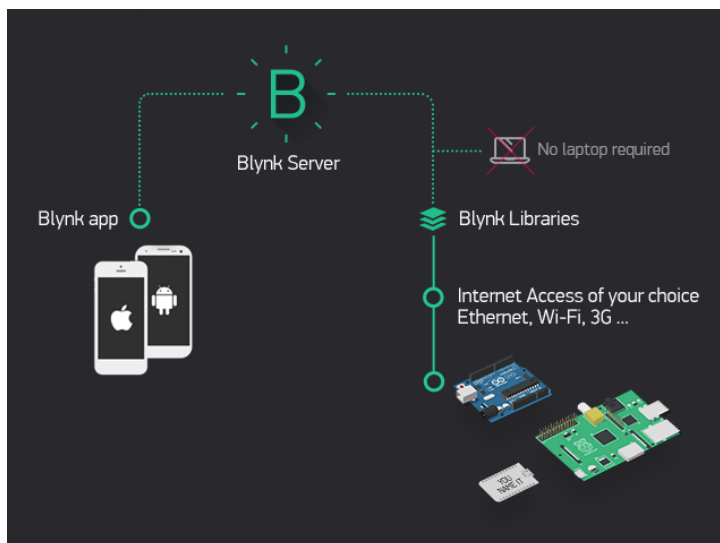 B
Blynk Server
No laptop required
Blynk app
Blynk Libraries
Internet Access of your choice
Ethernet, Wi-Fi, 3G ...
YOU
NAME IT